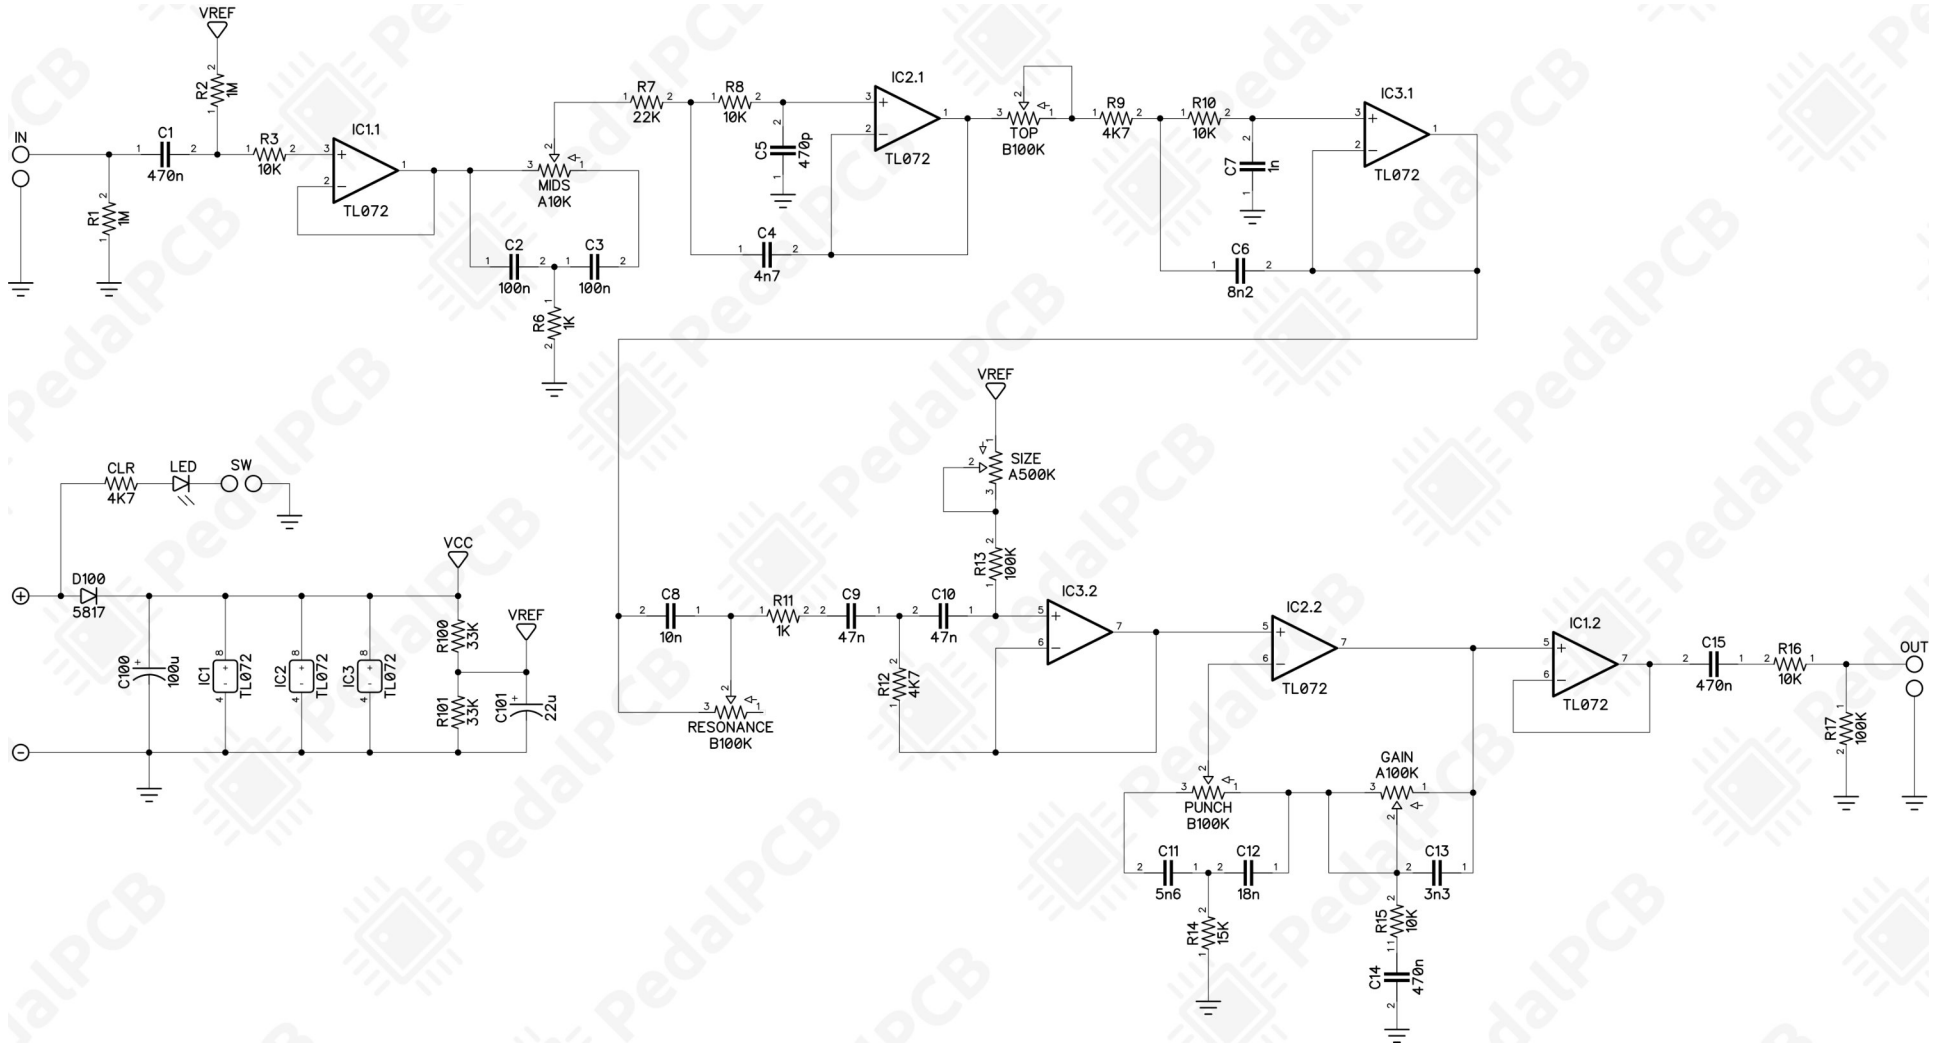 VREF
R2
1M
IN
C1
470n
R3
10K
R1
1M
IC1.1
TL072
MIDS
A10K
C2
100n
C3
100n
R6
1K
R7
22K
R8
10K
C5
470p
C4
4n7
IC2.1
TL072
TOP
B100K
R9
4K7
R10
10K
C7
1n
C6
8n2
IC3.1
TL072
CLR
4K7
LED
SW
D100
5817
C100
100u
IC1
TL072
IC2
TL072
IC3
TL072
VCC
R100
33K
R101
33K
VREF
C101
22u
VREF
SIZE
A500K
R13
100K
C8
10n
R11
1K
C9
47n
C10
47n
R12
4K7
RESONANCE
B100K
IC3.2
IC2.2
TL072
PUNCH
B100K
C11
5n6
C12
18n
R14
15K
GAIN
A100K
C13
3n3
R15
10K
C14
470n
IC1.2
TL072
C15
470n
R16
10K
R17
100K
OUT
PedalPCB